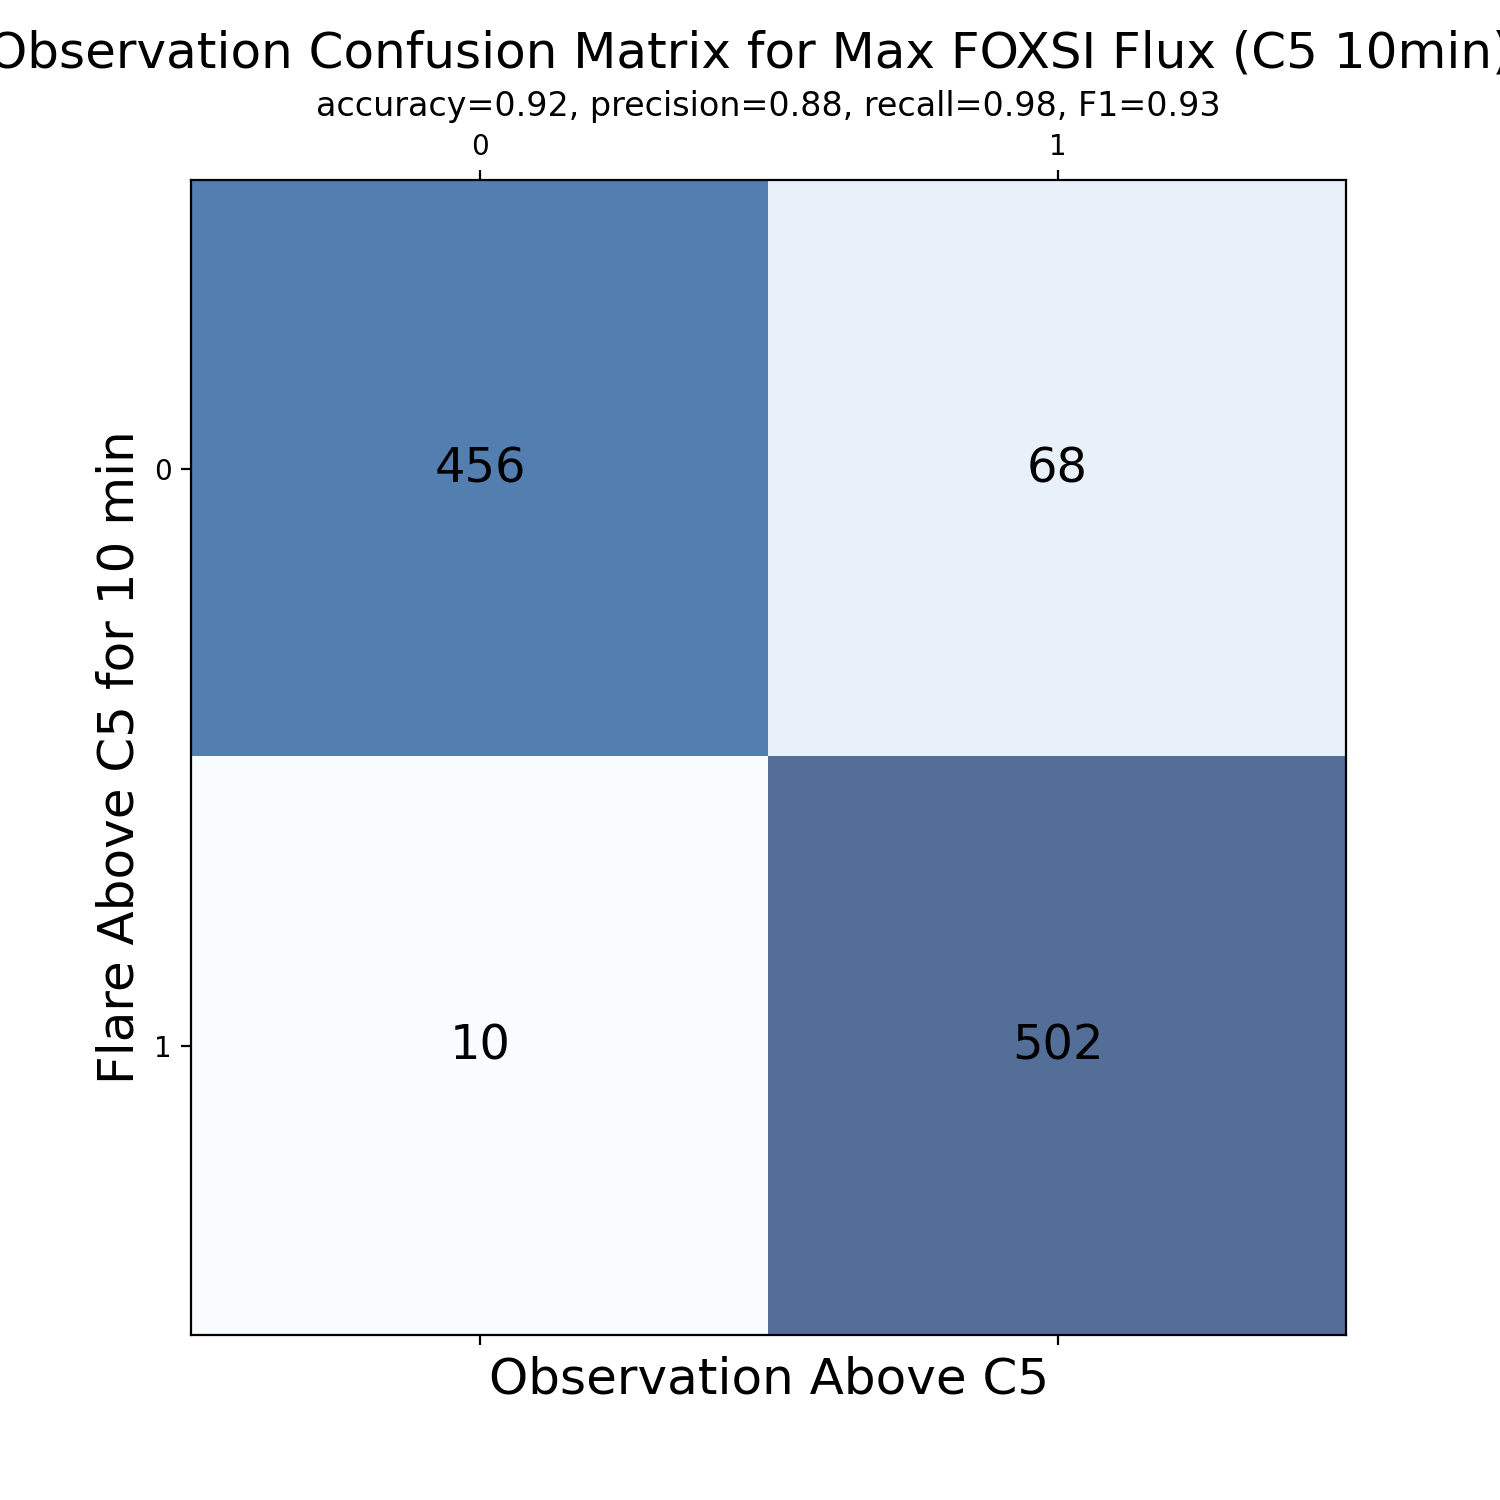 Observation Confusion Matrix for Max FOXSI Flux (C5 10min)
accuracy=0.92, precision=0.88, recall=0.98, F1=0.93
0 1
Flare Above C5 for 10 min
0 456 68
1 10 502
Observation Above C5